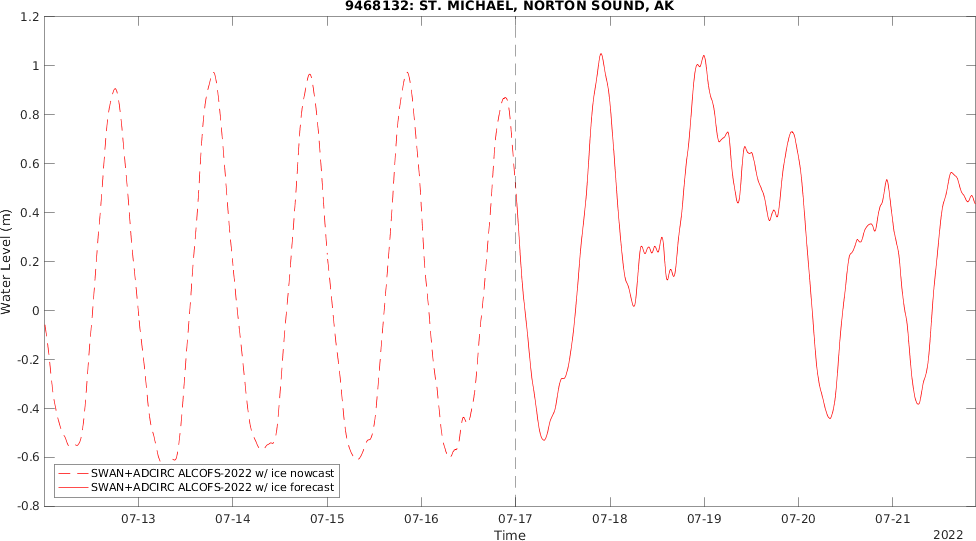 9468132: ST. MICHAEL, NORTON SOUND, AK
1.2
1
0.8
0.6
0.4
0.2
0
-0.2
-0.4
-0.6
-0.8
Water Level (m)
SWAN+ADCIRC ALCOFS-2022 w/ ice nowcast
SWAN+ADCIRC ALCOFS-2022 w/ ice forecast
07-13 07-14 07-15 07-16 07-17 07-18 07-19 07-20 07-21
Time
2022